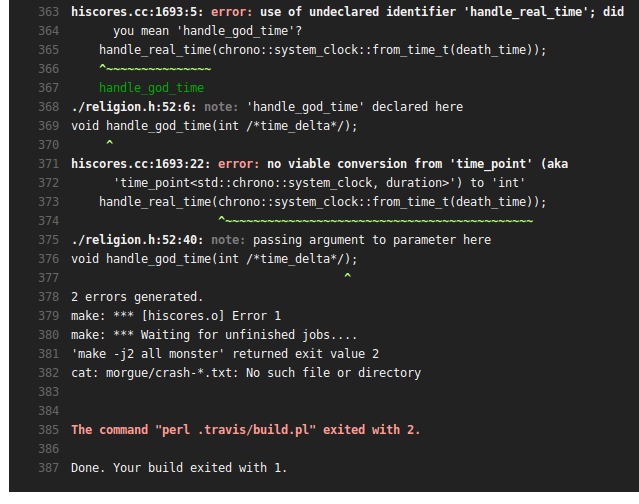 363 hiscores.cc:1693:5: error: use of undeclared identifier 'handle_real_time'; did
364 you mean 'handle_god_time'?
365 handle_real_time(chrono::system_clock::from_time_t(death_time));
366 ^~~~~~~~~~~~~~~~
367 handle_god_time
368 ./religion.h:52:6: note: 'handle_god_time' declared here
369 void handle_god_time(int /*time_delta*/);
370 ^
371 hiscores.cc:1693:22: error: no viable conversion from 'time_point' (aka
372 'time_point<std::chrono::system_clock, duration>') to 'int'
373 handle_real_time(chrono::system_clock::from_time_t(death_time));
374 ^~~~~~~~~~~~~~~~~~~~~~~~~~~~~~~~~~~~~~~~~~~~~
375 ./religion.h:52:40: note: passing argument to parameter here
376 void handle_god_time(int /*time_delta*/);
377 ^
378 2 errors generated.
379 make: *** [hiscores.o] Error 1
380 make: *** Waiting for unfinished jobs....
381 'make -j2 all monster' returned exit value 2
382 cat: morgue/crash-*.txt: No such file or directory
383
384
385 The command "perl .travis/build.pl" exited with 2.
386
387 Done. Your build exited with 1.